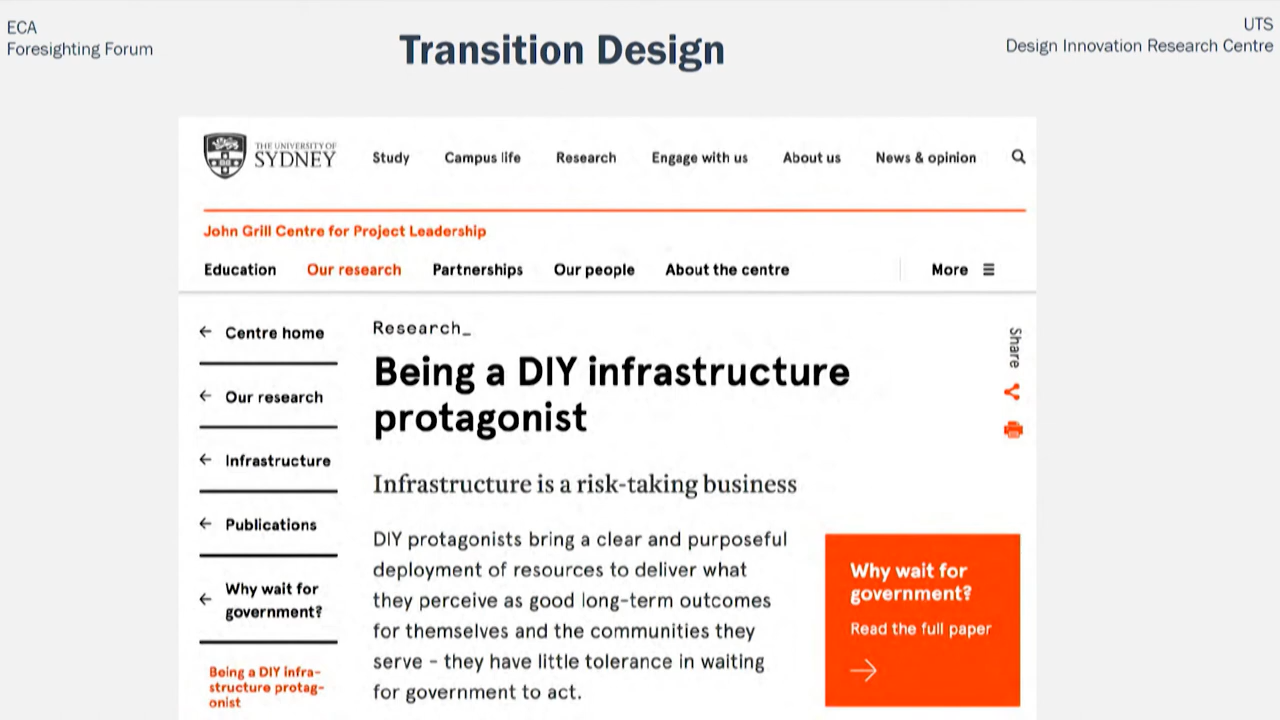 ECA
Foresighting Forum
Transition Design
UTS
Design Innovation Research Centre
THE UNIVERSITY OF
SYDNEY
Study
Campus life
Research
Engage with us
About us
News & opinion
John Grill Centre for Project Leadership
Education
Our research
Partnerships
Our people
About the centre
More
Centre home
Our research
Infrastructure
Publications
Why wait for
government?
Being a DIY infra-
structure protag-
onist
Research_
Being a DIY infrastructure
protagonist
Infrastructure is a risk-taking business
DIY protagonists bring a clear and purposeful
deployment of resources to deliver what
they perceive as good long-term outcomes
for themselves and the communities they
serve - they have little tolerance in waiting
for government to act.
Share
Why wait for
government?
Read the full paper